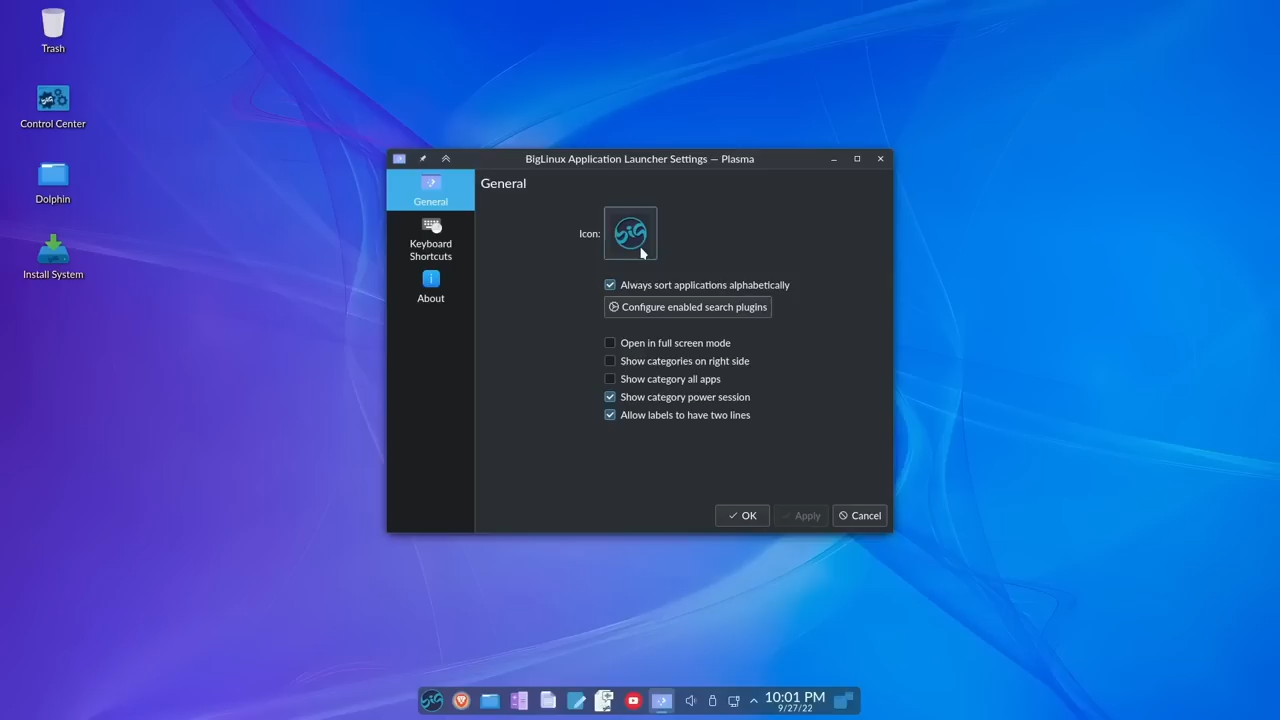 Trash
Control Center
Dolphin
Install System
BigLinux Application Launcher Settings — Plasma
General
Keyboard
Shortcuts
About
General
Icon:
BIG
Always sort applications alphabetically
Configure enabled search plugins
Open in full screen mode
Show categories on right side
Show category all apps
Show category power session
Allow labels to have two lines
OK
Apply
Cancel
BIG
10:01 PM
9/27/22